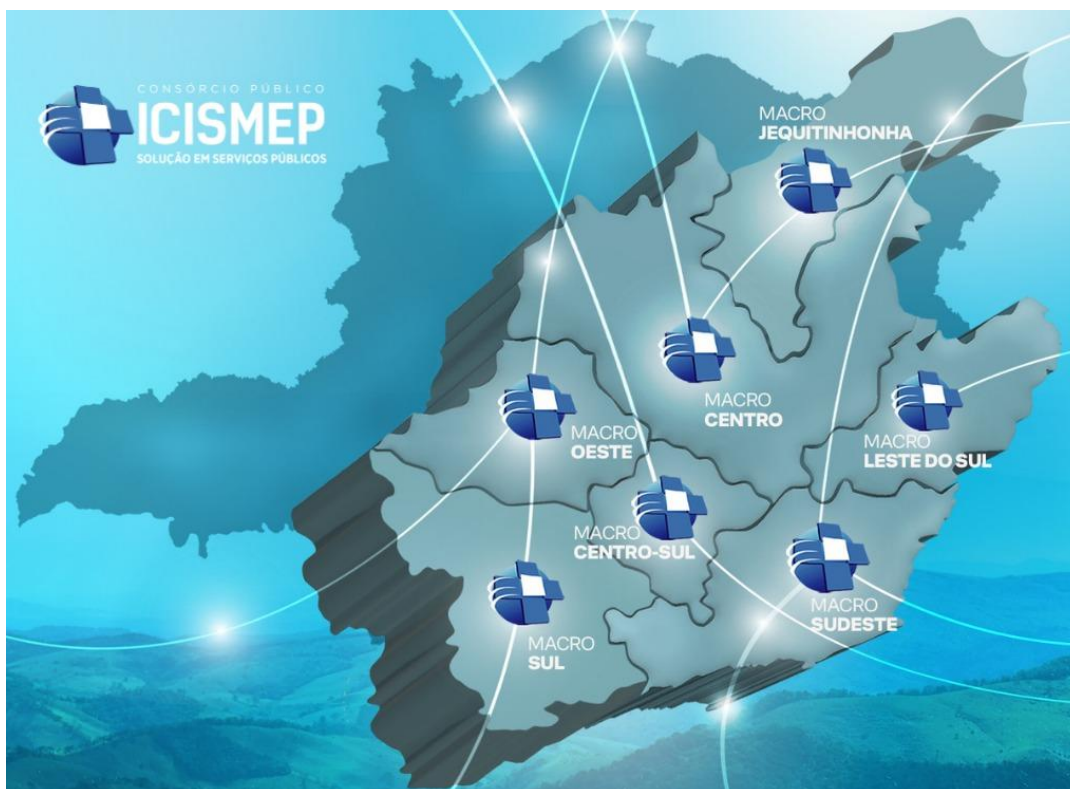 CONSÓRCIO PÚBLICO
ICISMEP
SOLUÇÃO EM SERVIÇOS PÚBLICOS
MACRO
JEQUITINHONHA
MACRO
CENTRO
MACRO
OESTE
MACRO
LESTE DO SUL
MACRO
CENTRO-SUL
MACRO
SUDESTE
MACRO
SUL